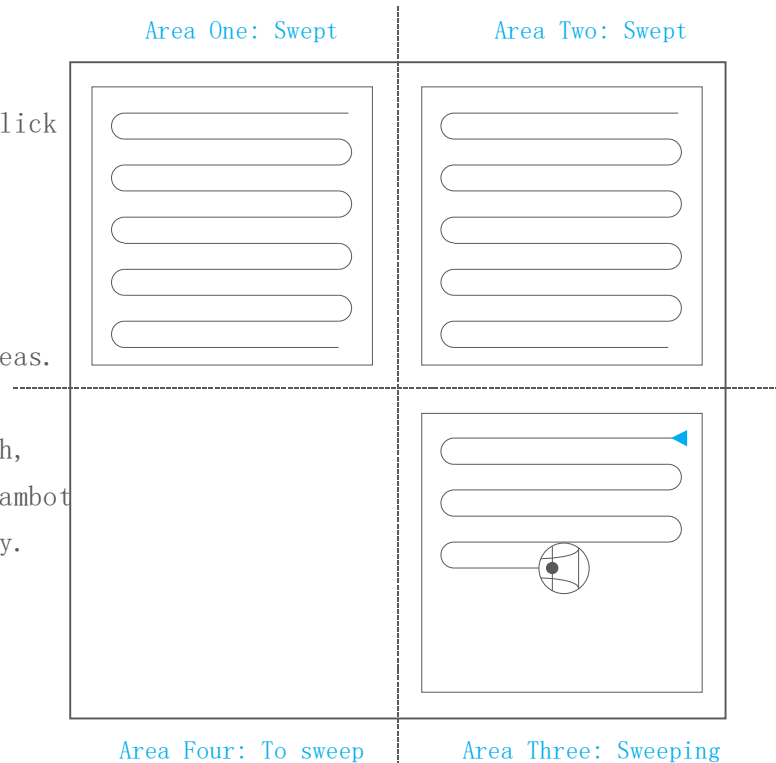 Area One: Swept
Area Two: Swept
lick
eas.
h,
ambot
y.
Area Four: To sweep
Area Three: Sweeping